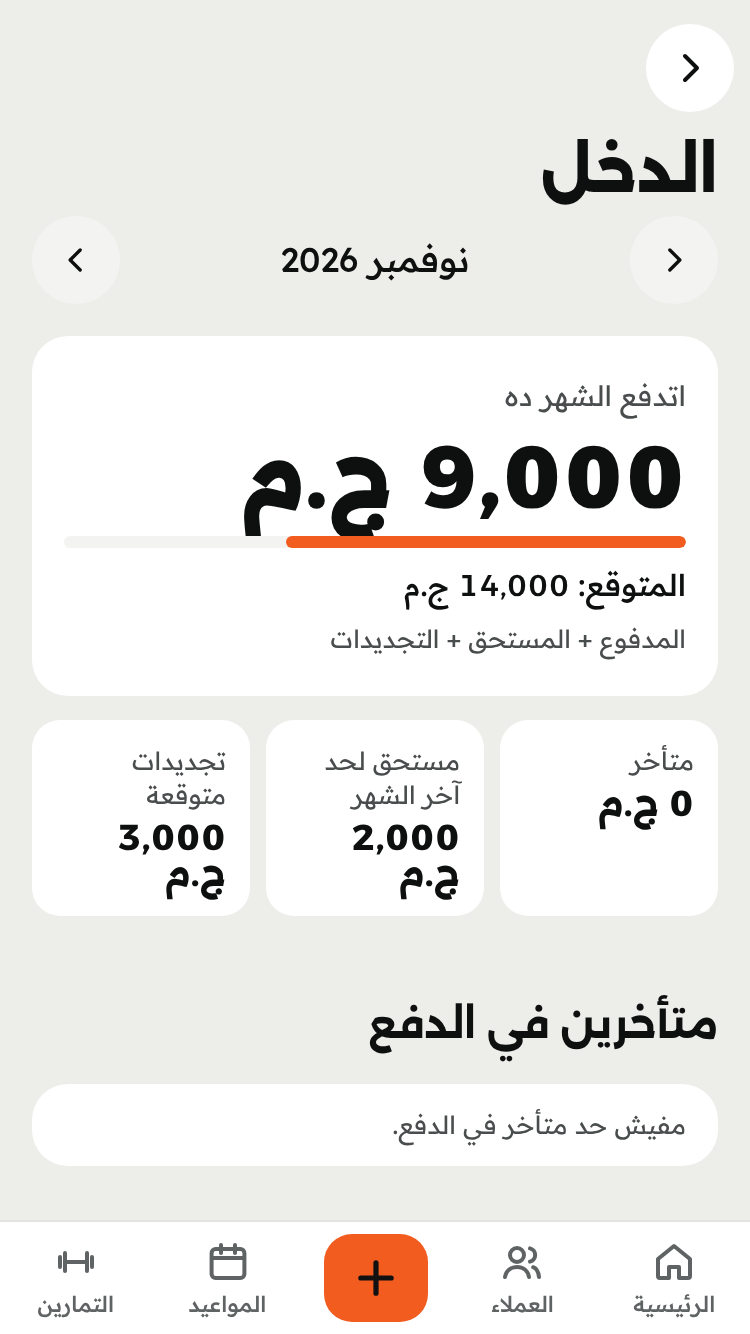 الدخل
نوفمبر 2026
اتدفع الشهر ده
9,000 ج.م
المتوقع: 14,000 ج.م
المدفوع + المستحق + التجديدات
متأخر
0 ج.م
مستحق لحد
آخر الشهر
2,000
ج.م
تجديدات
متوقعة
3,000
ج.م
متأخرين في الدفع
مفيش حد متأخر في الدفع.
الرئيسية
العملاء
المواعيد
التمارين